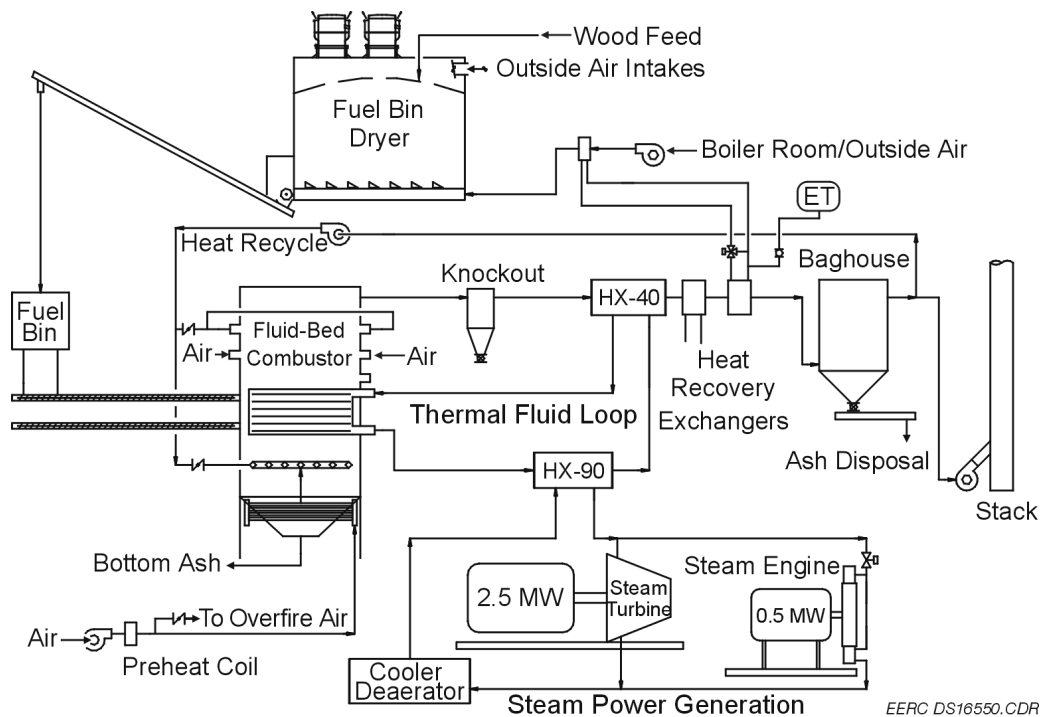 Wood Feed
Outside Air Intakes
Fuel Bin
Dryer
Boiler Room/Outside Air
ET
Heat Recycle
Knockout
Baghouse
HX-40
Fuel
Bin
Fluid-Bed
Combustor
Air
Air
Heat
Recovery
Exchangers
Thermal Fluid Loop
Ash Disposal
HX-90
Stack
Bottom Ash
Steam Engine
2.5 MW
Steam
Turbine
0.5 MW
To Overfire Air
Air
Preheat Coil
Cooler
Deaerator
Steam Power Generation
EERC DS16550.CDR